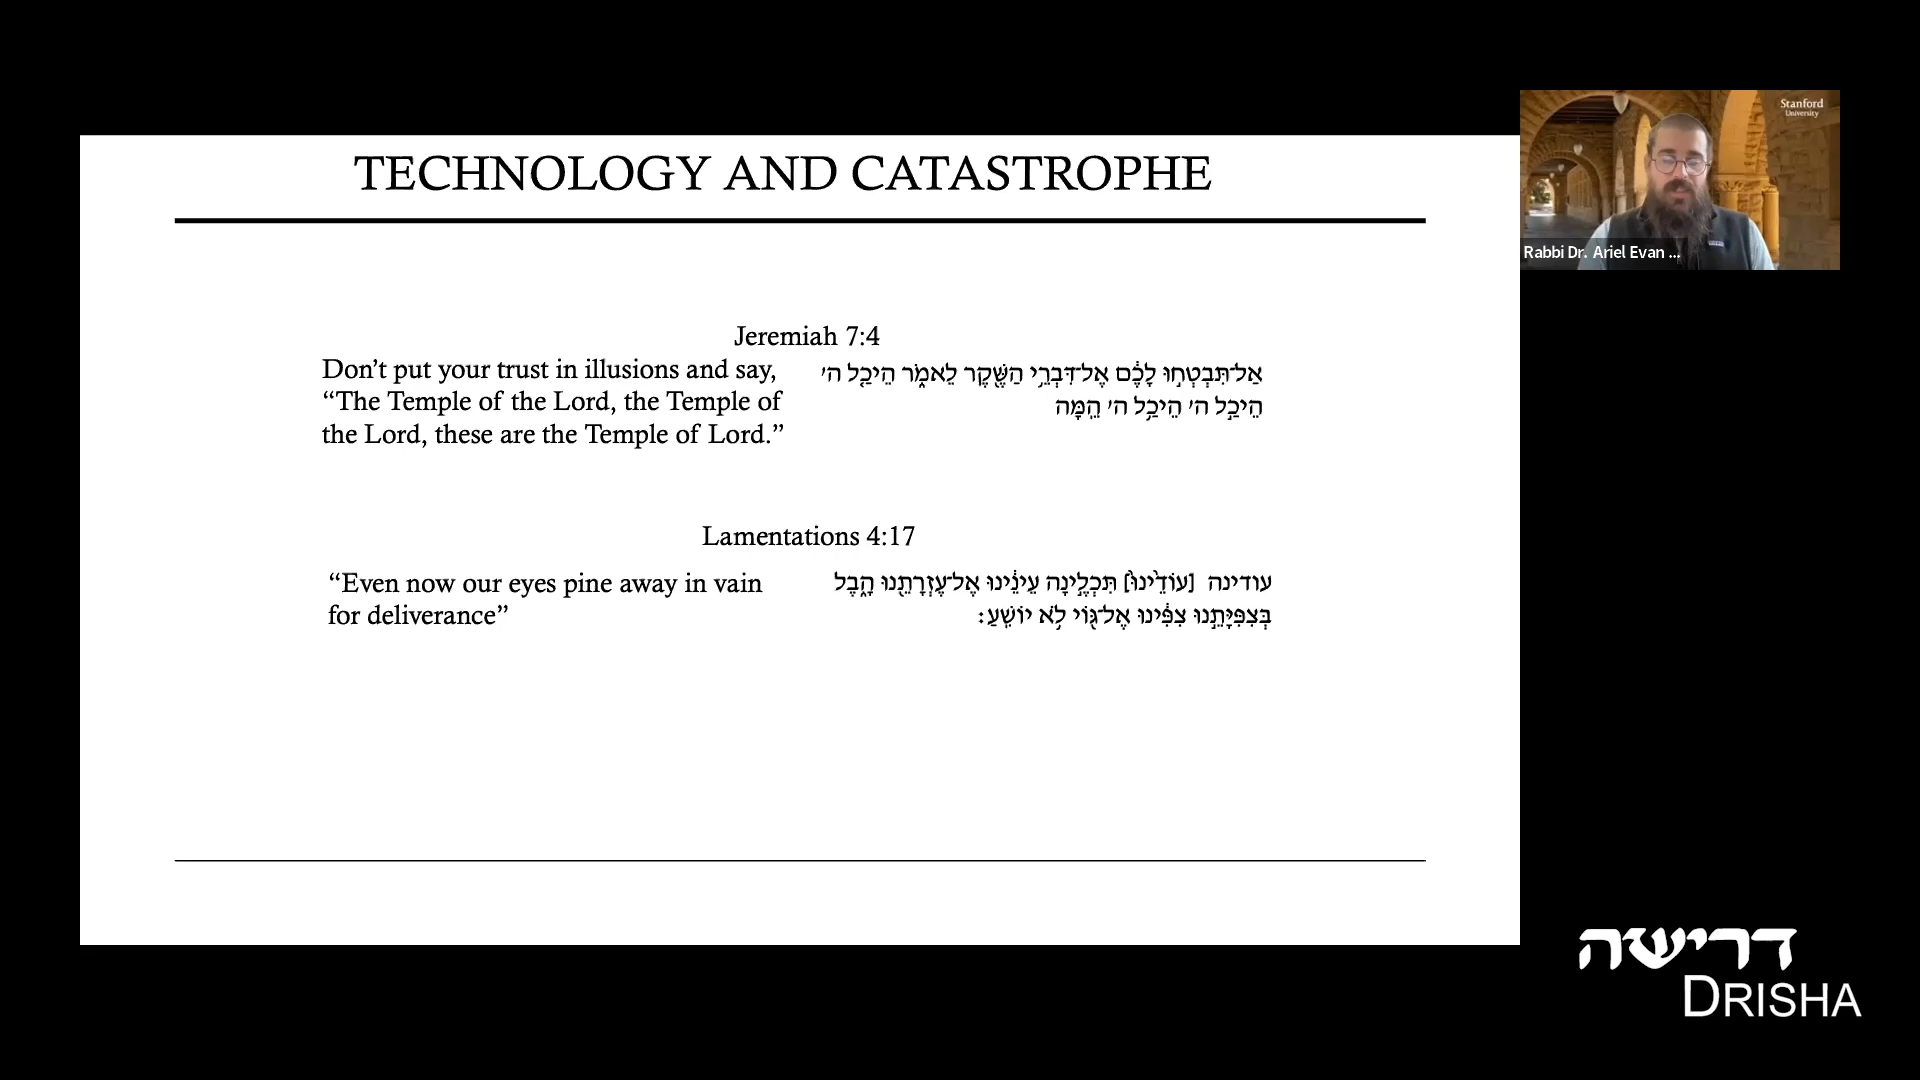 TECHNOLOGY AND CATASTROPHE
Stanford
University
Rabbi Dr. Ariel Evan ...
Jeremiah 7:4
Don’t put your trust in illusions and say,
“The Temple of the Lord, the Temple of
the Lord, these are the Temple of Lord.”
אַל־תִּבְטְח֣וּ לָכֶ֔ם אֶל־דִּבְרֵ֥י הַשֶּׁ֖קֶר לֵאמֹ֑ר הֵיכַ֤ל ה׳
הֵיכַ֣ל ה׳ הֵיכַ֥ל ה׳ הֵֽמָּה
Lamentations 4:17
“Even now our eyes pine away in vain
for deliverance”
עודינה [עוֹדֵ֙ינוּ֙] תִּכְלֶ֣ינָה עֵינֵ֔ינוּ אֶל־עֶזְרָתֵ֖נוּ הָ֑בֶל
בְּצִפִּיָּתֵ֣נוּ צִפִּ֔ינוּ אֶל־גּ֖וֹי לֹ֥א יוֹשִֽׁעַ׃
דרישה
DRISHA